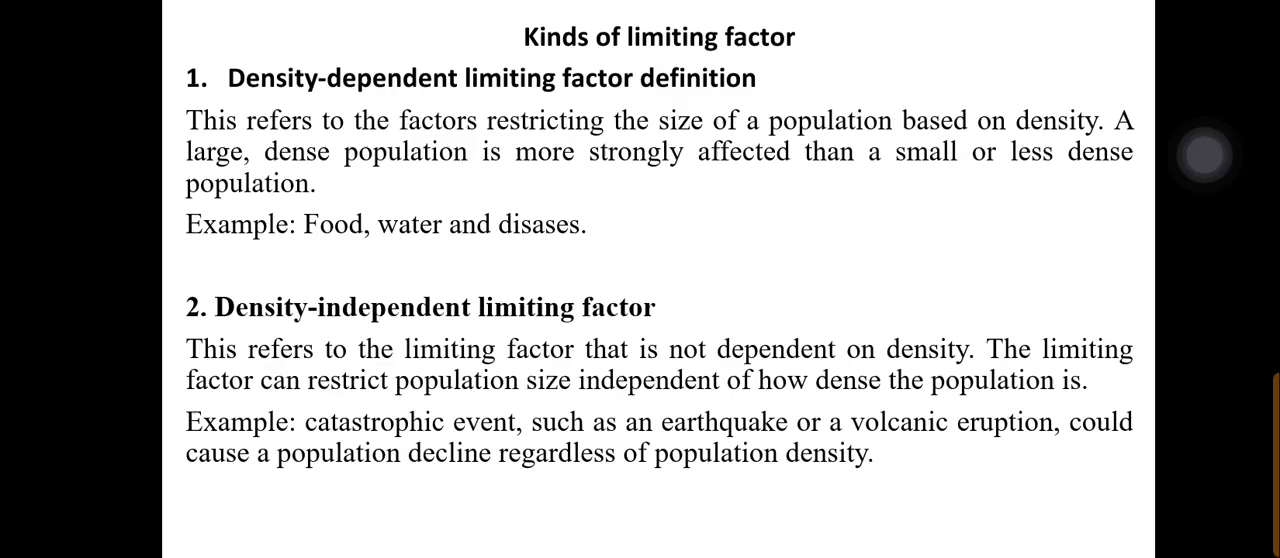 Kinds of limiting factor
1. Density-dependent limiting factor definition
This refers to the factors restricting the size of a population based on density. A
large, dense population is more strongly affected than a small or less dense
population.
Example: Food, water and disases.
2. Density-independent limiting factor
This refers to the limiting factor that is not dependent on density. The limiting
factor can restrict population size independent of how dense the population is.
Example: catastrophic event, such as an earthquake or a volcanic eruption, could
cause a population decline regardless of population density.